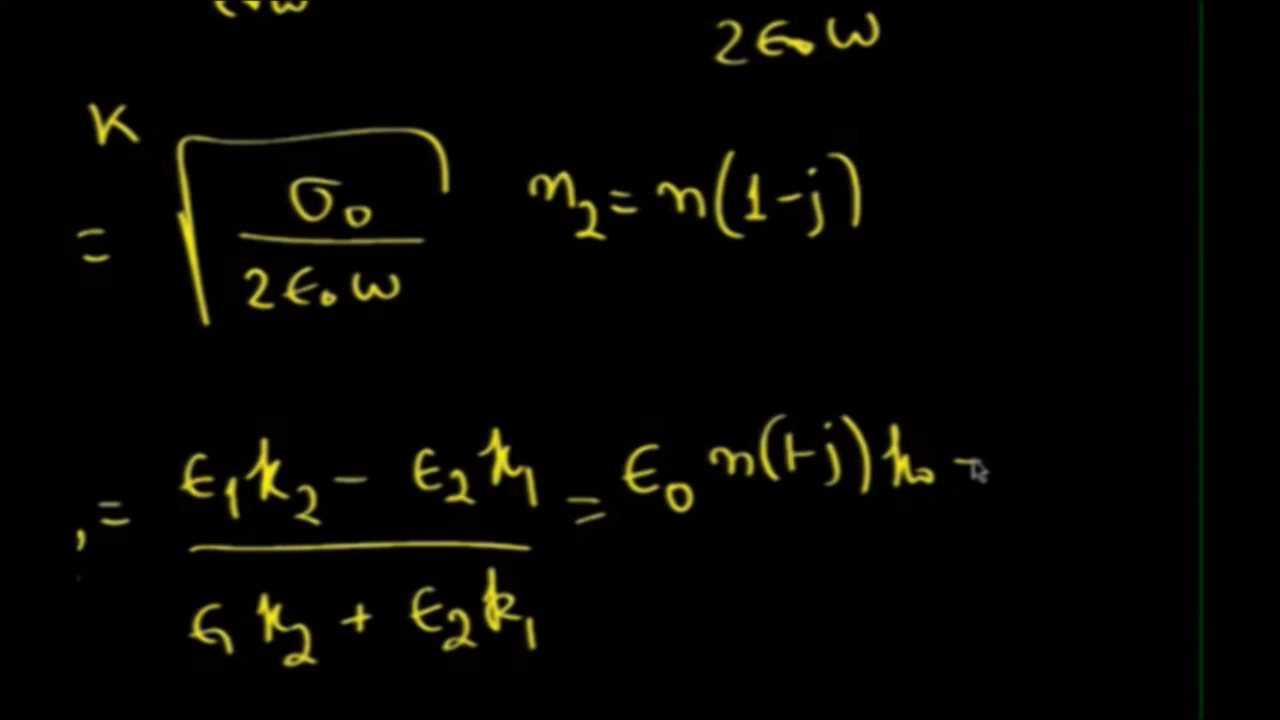 2ε₀ω
K
= √(σ₀ / 2ε₀ω) n₂ = n(1-j)
, = (ε₁k₂ - ε₂k₁) / (ε₁k₂ + ε₂k₁) = ε₀ n(1-j)k₀ -